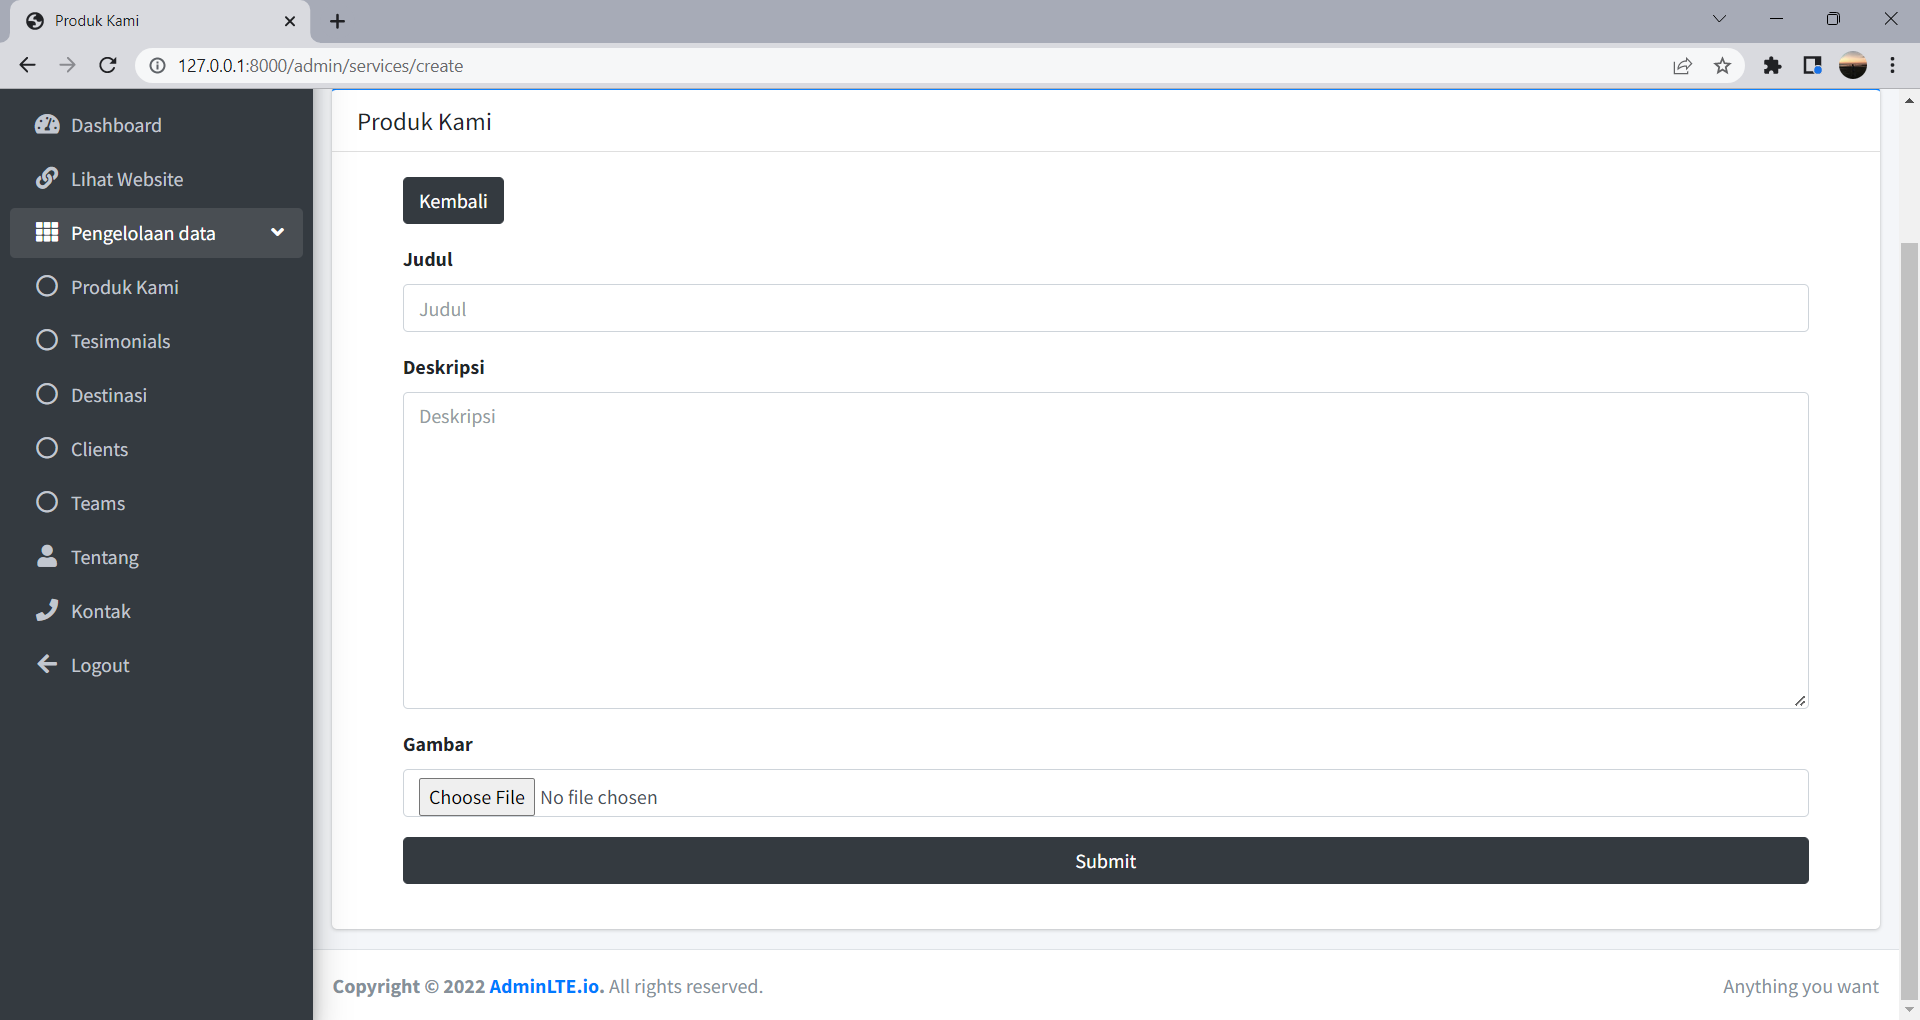 Produk Kami
127.0.0.1:8000/admin/services/create
Dashboard
Lihat Website
Pengelolaan data
Produk Kami
Tesimonials
Destinasi
Clients
Teams
Tentang
Kontak
Logout
Produk Kami
Kembali
Judul
Judul
Deskripsi
Deskripsi
Gambar
Choose File No file chosen
Submit
Copyright © 2022 AdminLTE.io. All rights reserved.
Anything you want